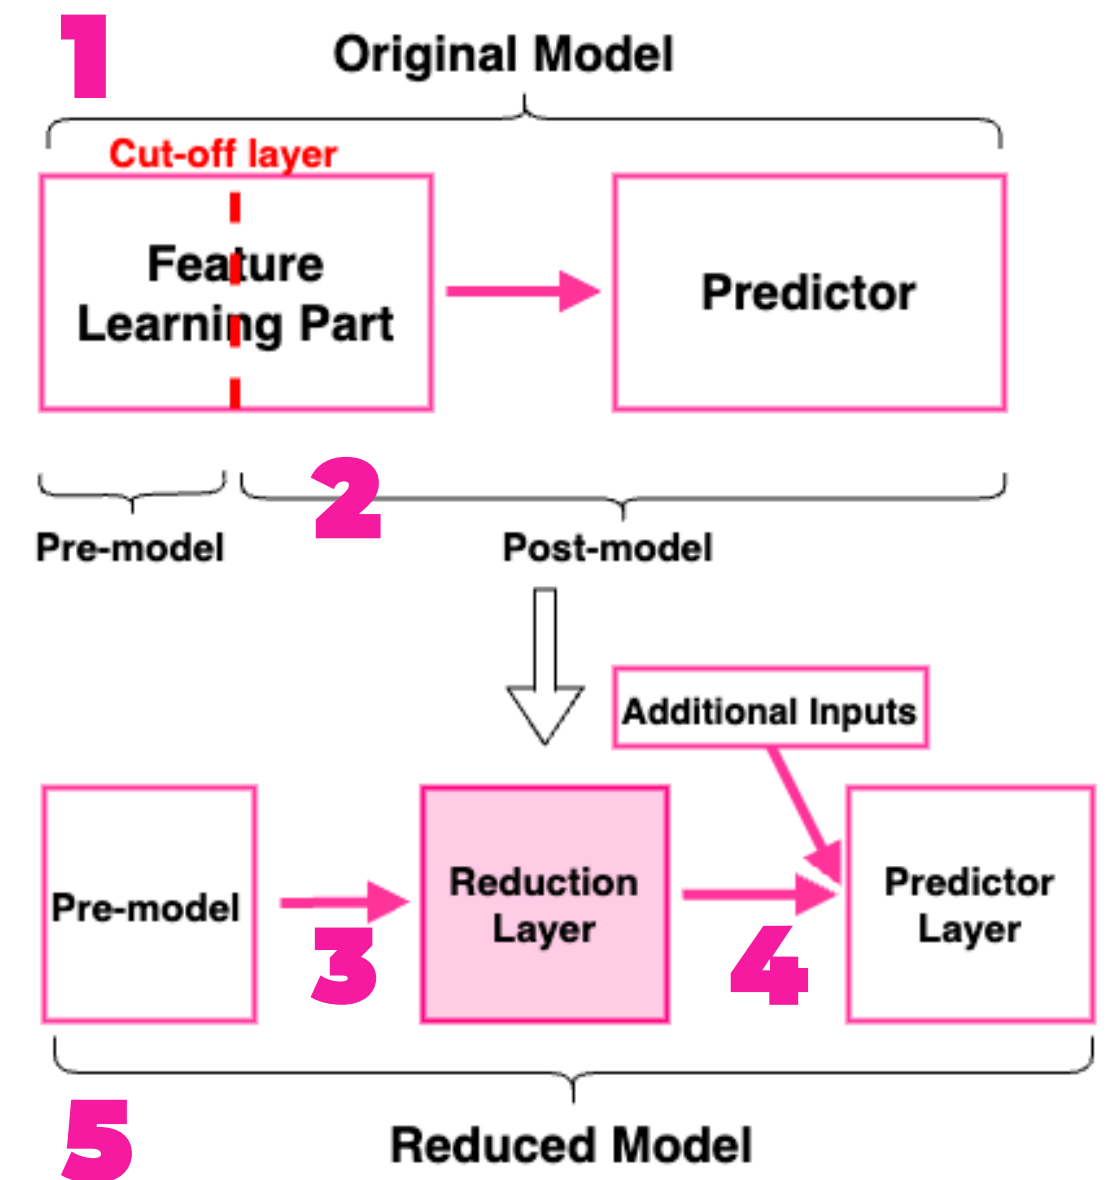 1
Original Model
Cut-off layer
Feature
Learning Part
Predictor
2
Pre-model
Post-model
Additional Inputs
Pre-model
3
Reduction
Layer
4
Predictor
Layer
5
Reduced Model